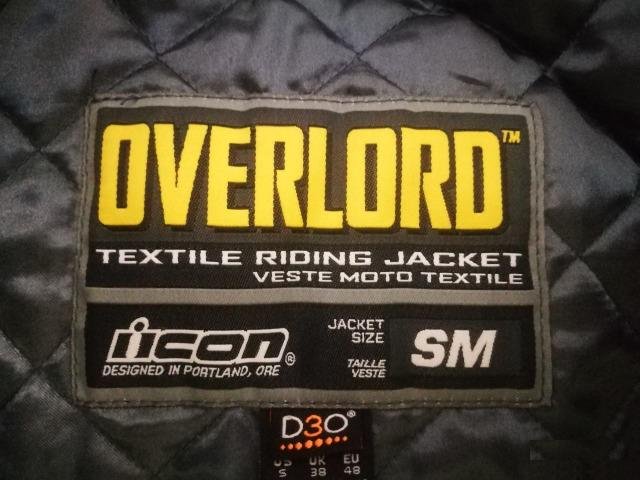 OVERLORD™
TEXTILE RIDING JACKET
VESTE MOTO TEXTILE
icon®
DESIGNED IN PORTLAND, ORE
JACKET SIZE
TAILLE VESTE
SM
D3O®
US UK EU
S 38 48